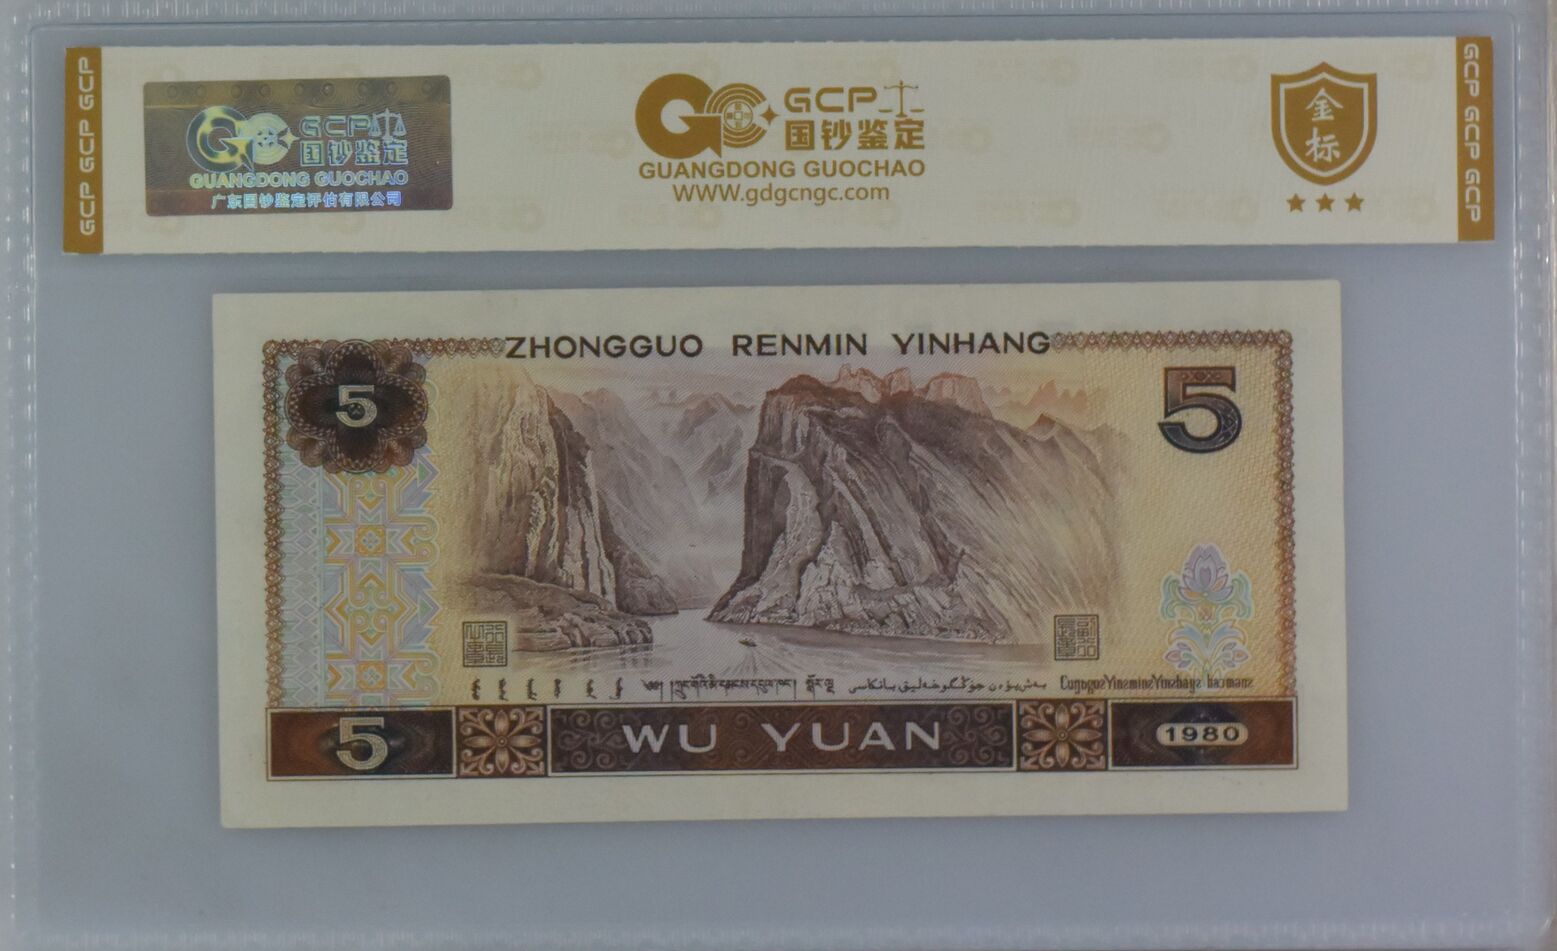 GCP GCP GCP
GCP
国钞鉴定
GUANGDONG GUOCHAO
广东国钞鉴定评估有限公司
GCP
国钞鉴定
GUANGDONG GUOCHAO
WWW.gdgcngc.com
金标
GCP GCP GCP
ZHONGGUO RENMIN YINHANG
5
5
5
WU YUAN
1980